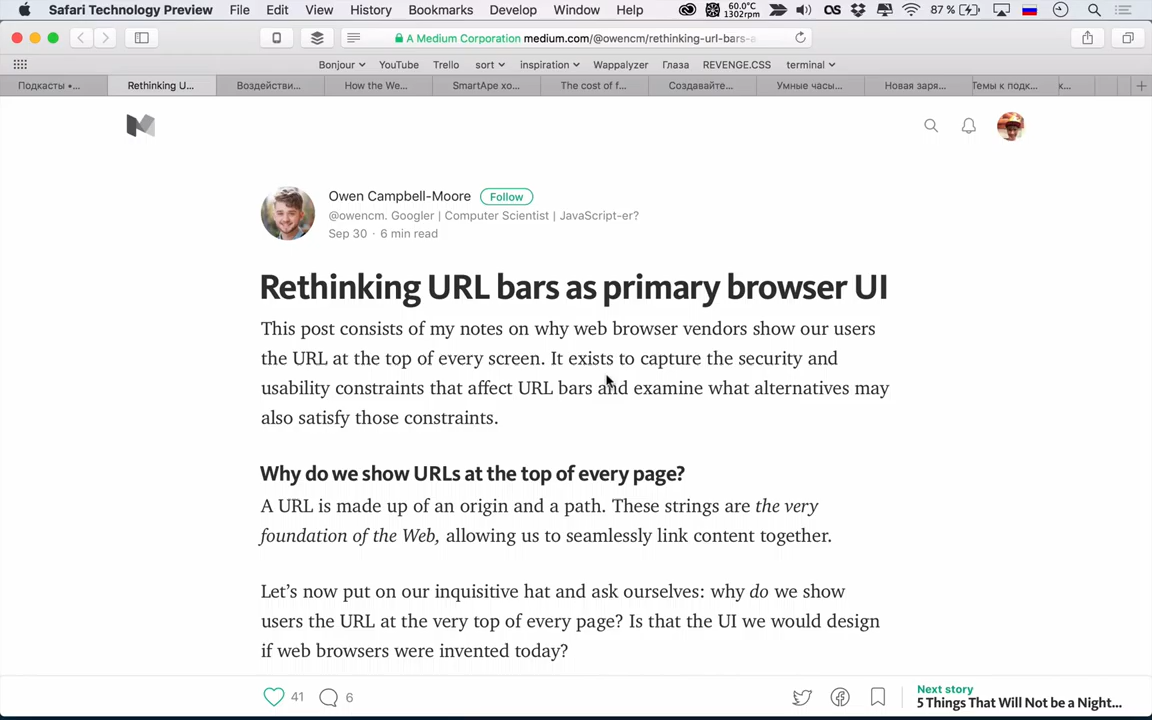 Safari Technology Preview File Edit View History Bookmarks Develop Window Help 60.0°C 1302rpm 87 %
A Medium Corporation medium.com/@owencm/rethinking-url-bars-a
Bonjour YouTube Trello sort inspiration Wappalyzer Глаза REVENGE.CSS terminal
Подкасты •... Rethinking U... Воздействи... How the We... SmartApe хо... The cost of f... Создавайте... Умные часы... Новая заря... Темы к подк... к...
Owen Campbell-Moore Follow
@owencm. Googler | Computer Scientist | JavaScript-er?
Sep 30 · 6 min read
Rethinking URL bars as primary browser UI
This post consists of my notes on why web browser vendors show our users
the URL at the top of every screen. It exists to capture the security and
usability constraints that affect URL bars and examine what alternatives may
also satisfy those constraints.
Why do we show URLs at the top of every page?
A URL is made up of an origin and a path. These strings are the very
foundation of the Web, allowing us to seamlessly link content together.
Let’s now put on our inquisitive hat and ask ourselves: why do we show
users the URL at the very top of every page? Is that the UI we would design
if web browsers were invented today?
41 6
Next story
5 Things That Will Not be a Night...